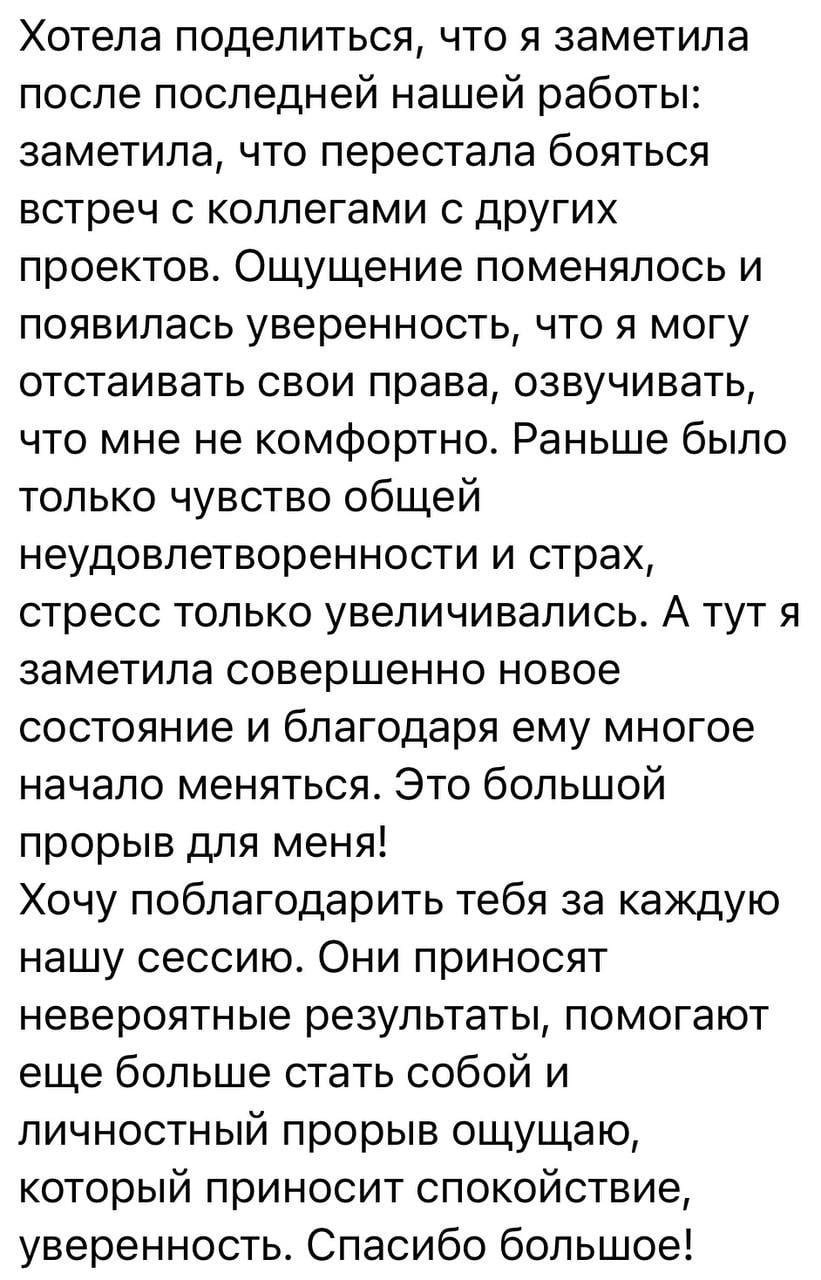 Хотела поделиться, что я заметила
после последней нашей работы:
заметила, что перестала бояться
встреч с коллегами с других
проектов. Ощущение поменялось и
появилась уверенность, что я могу
отстаивать свои права, озвучивать,
что мне не комфортно. Раньше было
только чувство общей
неудовлетворенности и страх,
стресс только увеличивались. А тут я
заметила совершенно новое
состояние и благодаря ему многое
начало меняться. Это большой
прорыв для меня!
Хочу поблагодарить тебя за каждую
нашу сессию. Они приносят
невероятные результаты, помогают
еще больше стать собой и
личностный прорыв ощущаю,
который приносит спокойствие,
уверенность. Спасибо большое!